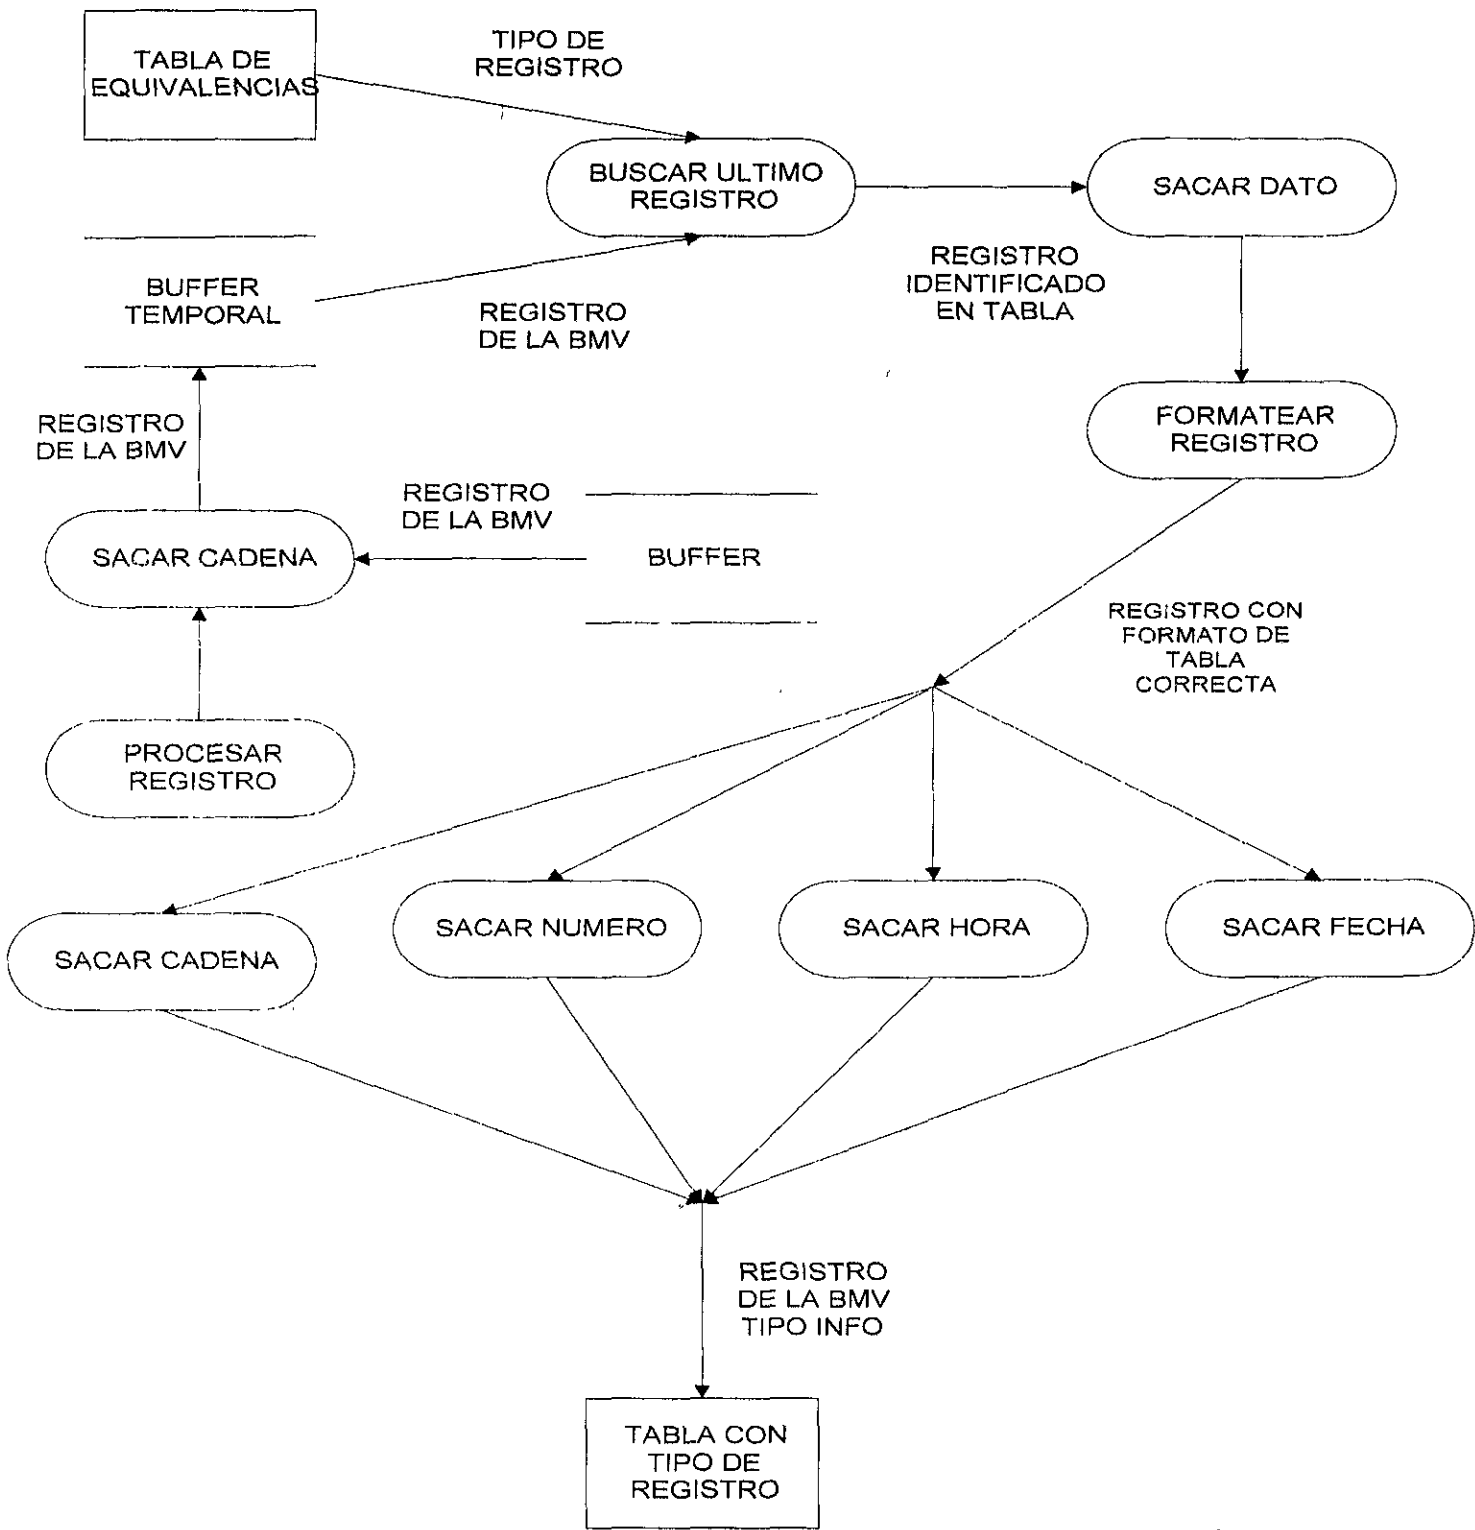 TABLA DE
EQUIVALENCIAS
TIPO DE
REGISTRO
BUSCAR ULTIMO
REGISTRO
SACAR DATO
REGISTRO
IDENTIFICADO
EN TABLA
BUFFER
TEMPORAL
REGISTRO
DE LA BMV
REGISTRO
DE LA BMV
FORMATEAR
REGISTRO
REGISTRO
DE LA BMV
SACAR CADENA
BUFFER
REGISTRO CON
FORMATO DE
TABLA
CORRECTA
PROCESAR
REGISTRO
SACAR CADENA
SACAR NUMERO
SACAR HORA
SACAR FECHA
REGISTRO
DE LA BMV
TIPO INFO
TABLA CON
TIPO DE
REGISTRO